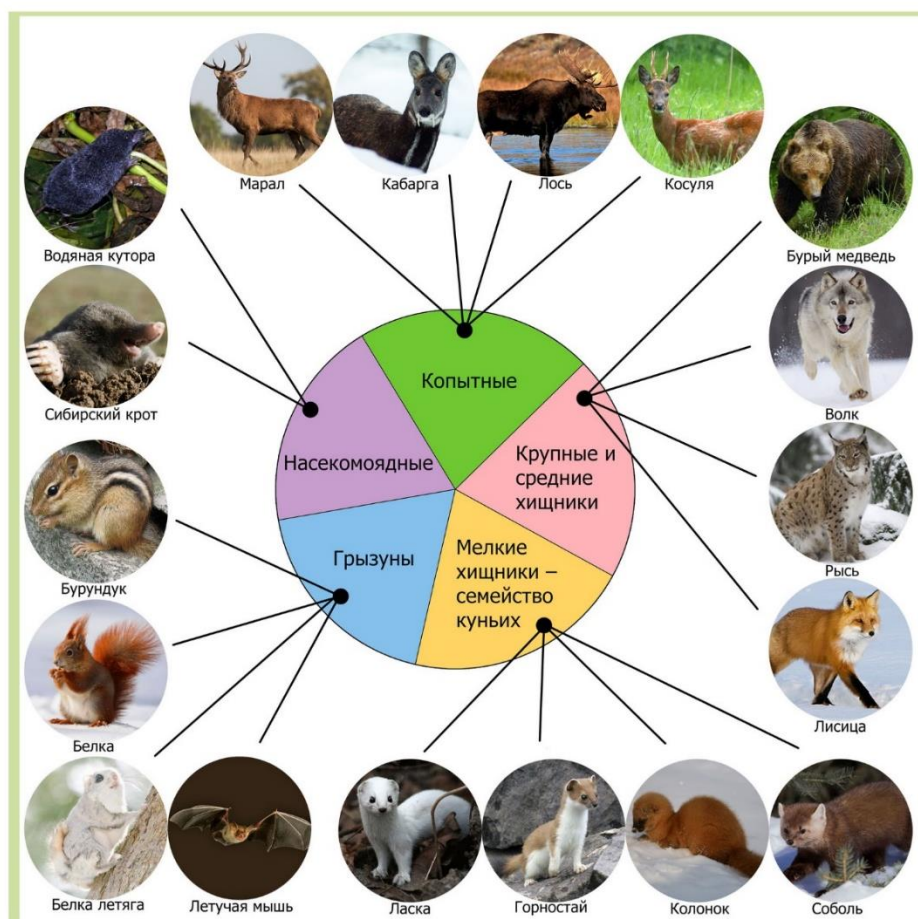 Марал
Кабарга
Лось
Косуля
Водяная кутора
Бурый медведь
Сибирский крот
Волк
Копытные
Насекомоядные
Крупные и
средние
хищники
Бурундук
Рысь
Грызуны
Мелкие
хищники –
семейство
куньих
Белка
Лисица
Белка летяга
Летучая мышь
Ласка
Горностай
Колонок
Соболь